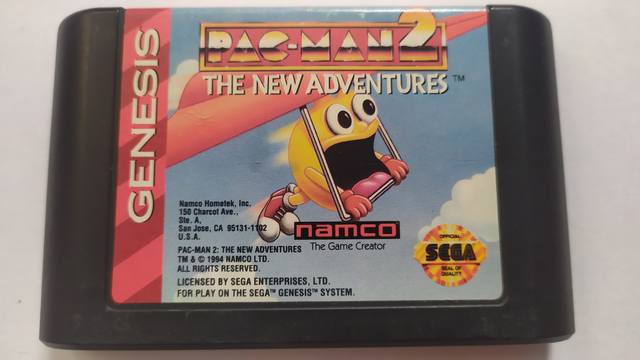 GENESIS
PAC-MAN 2
THE NEW ADVENTURES™
Namco Hometek, Inc.
150 Charcot Ave.,
Ste. A,
San Jose, CA 95131-1102
U.S.A.
namco
The Game Creator
PAC-MAN 2: THE NEW ADVENTURES
TM & © 1994 NAMCO LTD.
ALL RIGHTS RESERVED.
LICENSED BY SEGA ENTERPRISES, LTD.
FOR PLAY ON THE SEGA™ GENESIS™ SYSTEM.
OFFICIAL
SEGA
SEAL OF
QUALITY